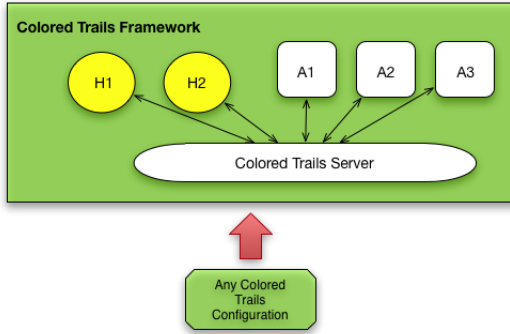 Colored Trails Framework
H1
H2
A1
A2
A3
Colored Trails Server
Any Colored
Trails
Configuration